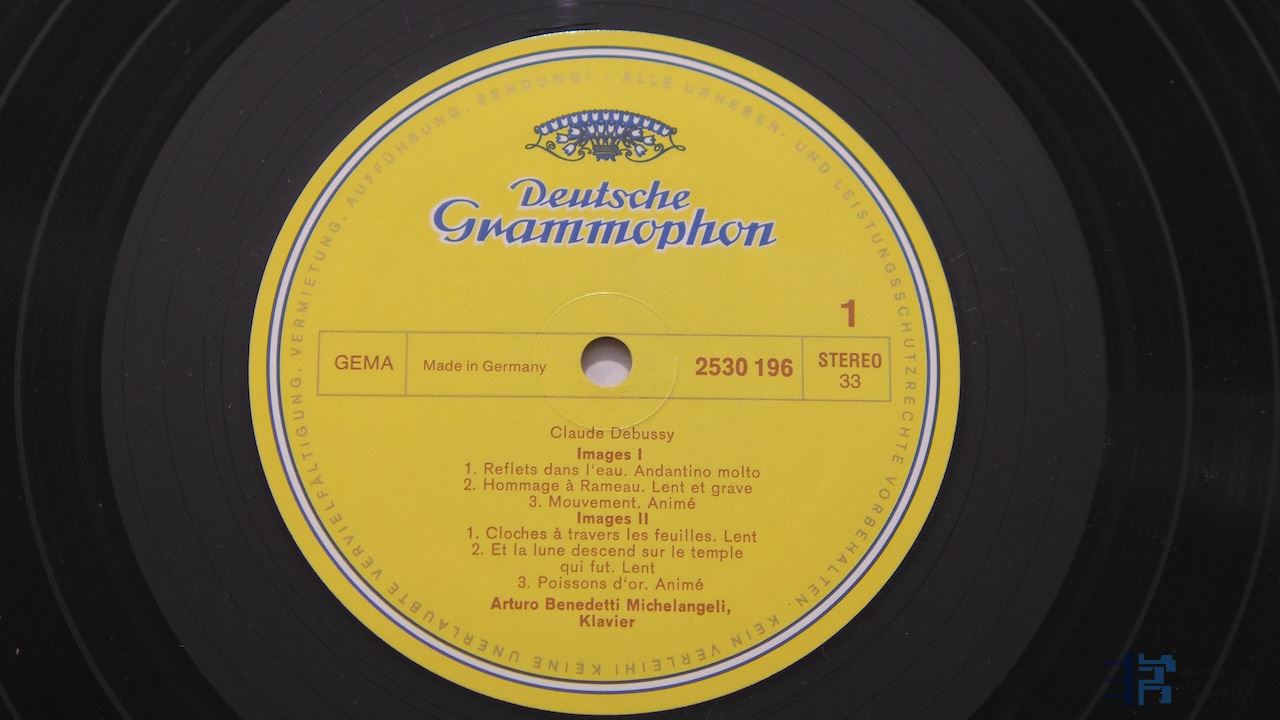 KEINE UNERLAUBTE VERVIELFÄLTIGUNG, VERMIETUNG, AUFFÜHRUNG, SENDUNG! · ALLE URHEBER- UND LEISTUNGSSCHUTZRECHTE VORBEHALTEN. KEIN VERLEIH!
Deutsche
Grammophon
1
GEMA Made in Germany 2530 196 STEREO
33
Claude Debussy
Images I
1. Reflets dans l'eau. Andantino molto
2. Hommage à Rameau. Lent et grave
3. Mouvement. Animé
Images II
1. Cloches à travers les feuilles. Lent
2. Et la lune descend sur le temple
qui fut. Lent
3. Poissons d'or. Animé
Arturo Benedetti Michelangeli,
Klavier